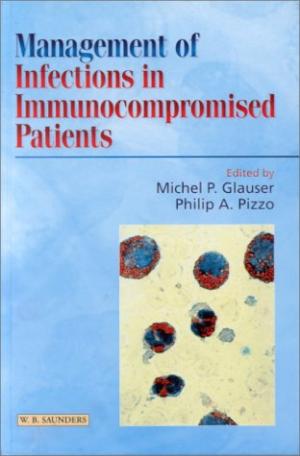 Management of
Infections in
Immunocompromised
Patients
Edited by
Michel P. Glauser
Philip A. Pizzo
W. B. SAUNDERS